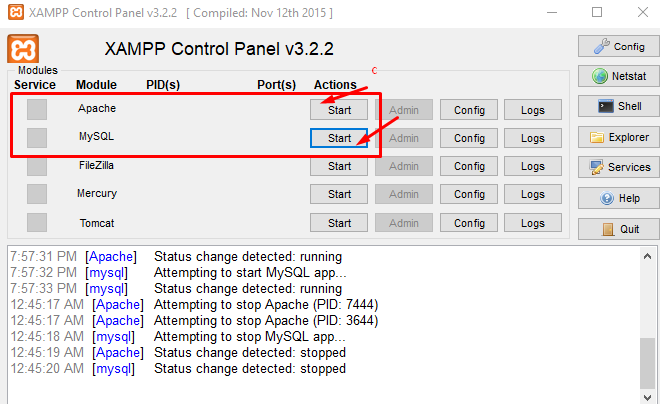 XAMPP Control Panel v3.2.2 [ Compiled: Nov 12th 2015 ]
XAMPP Control Panel v3.2.2
Config
Modules
Service Module PID(s) Port(s) Actions
c
Netstat
Apache Start Admin Config Logs
Shell
MySQL Start Admin Config Logs
Explorer
FileZilla Start Admin Config Logs
Services
Mercury Start Admin Config Logs
Help
Tomcat Start Admin Config Logs
Quit
7:57:31 PM [Apache] Status change detected: running
7:57:32 PM [mysql] Attempting to start MySQL app...
7:57:33 PM [mysql] Status change detected: running
12:45:17 AM [Apache] Attempting to stop Apache (PID: 7444)
12:45:17 AM [Apache] Attempting to stop Apache (PID: 3644)
12:45:18 AM [mysql] Attempting to stop MySQL app...
12:45:19 AM [Apache] Status change detected: stopped
12:45:20 AM [mysql] Status change detected: stopped